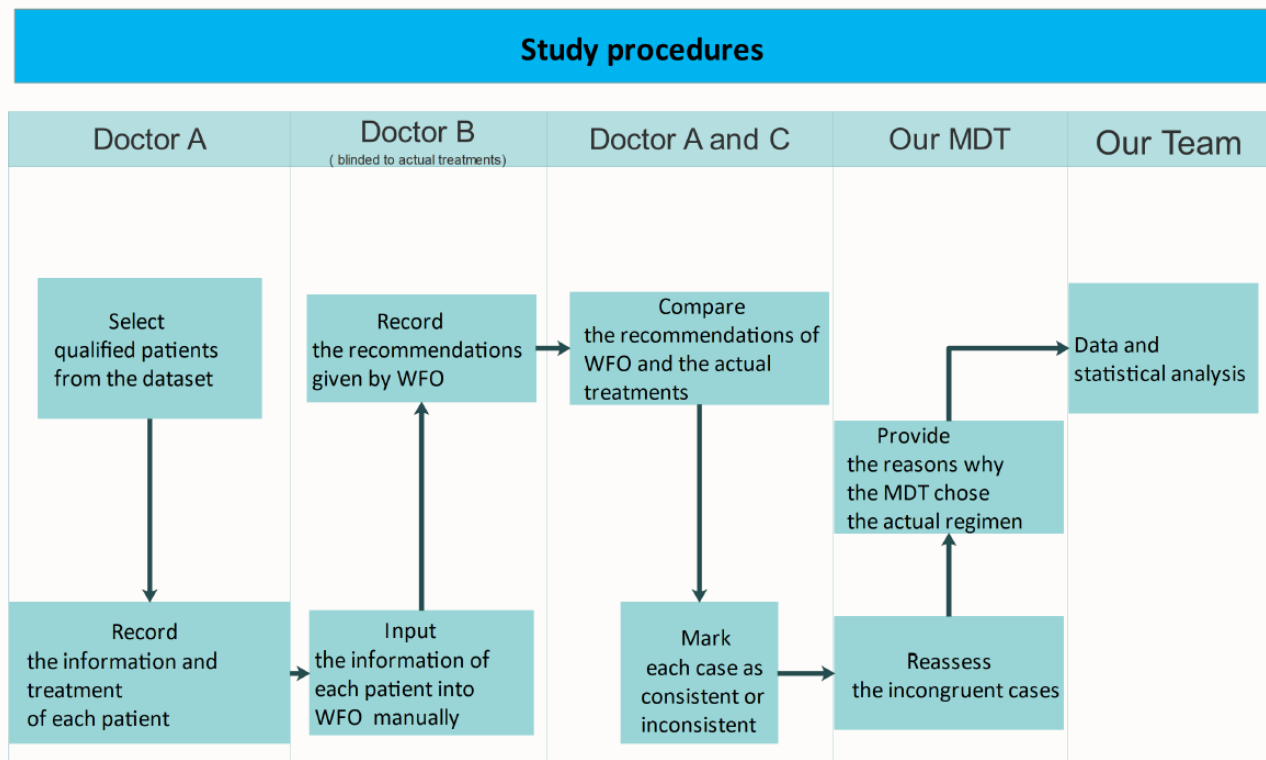 Study procedures
Doctor A
Doctor B
( blinded to actual treatments)
Doctor A and C
Our MDT
Our Team
Select
qualified patients
from the dataset
Record
the information and
treatment
of each patient
Input
the information of
each patient into
WFO manually
Record
the recommendations
given by WFO
Compare
the recommendations of
WFO and the actual
treatments
Mark
each case as
consistent or
inconsistent
Reassess
the incongruent cases
Provide
the reasons why
the MDT chose
the actual regimen
Data and
statistical analysis